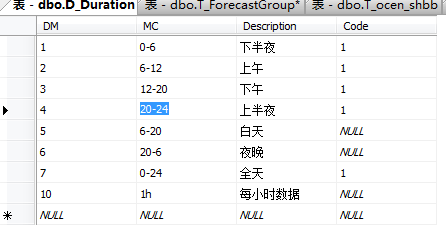 表 - dbo.D_Duration 表 - dbo.T_ForecastGroup* 表 - dbo.T_ocen_shbb
DM MC Description Code
1 0-6 下半夜 1
2 6-12 上午 1
3 12-20 下午 1
4 20-24 上半夜 1
5 6-20 白天 NULL
6 20-6 夜晚 NULL
7 0-24 全天 1
10 1h 每小时数据 NULL
NULL NULL NULL NULL